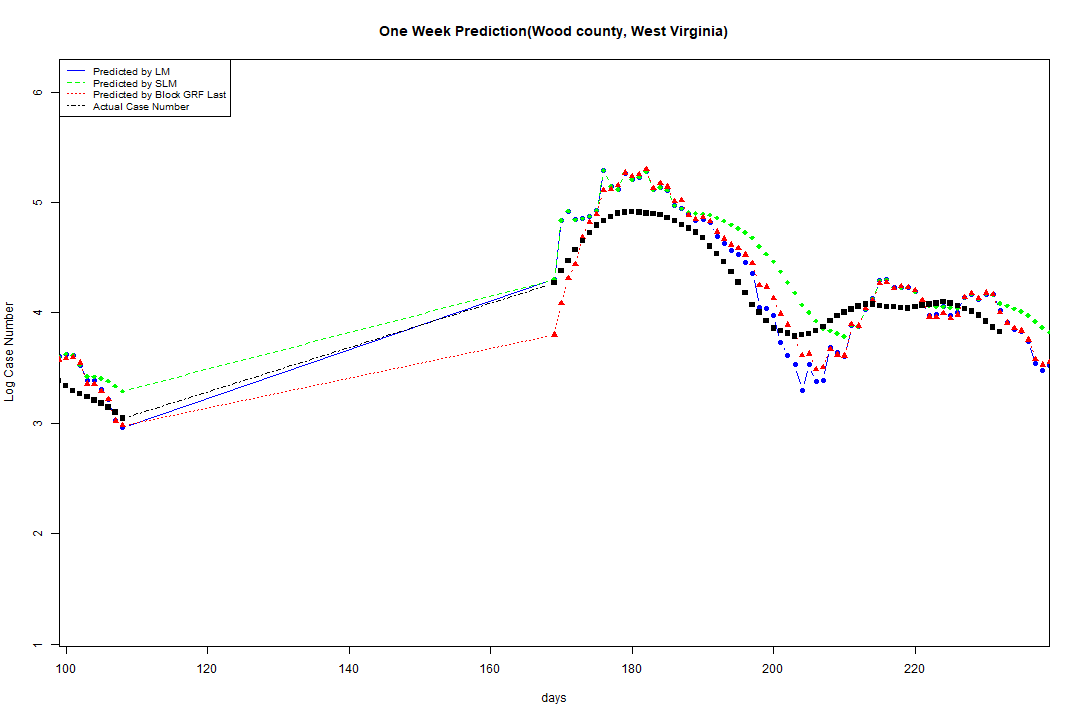 One Week Prediction(Wood county, West Virginia)
Predicted by LM
Predicted by SLM
Predicted by Block GRF Last
Actual Case Number
6
5
4
3
2
1
Log Case Number
100 120 140 160 180 200 220
days